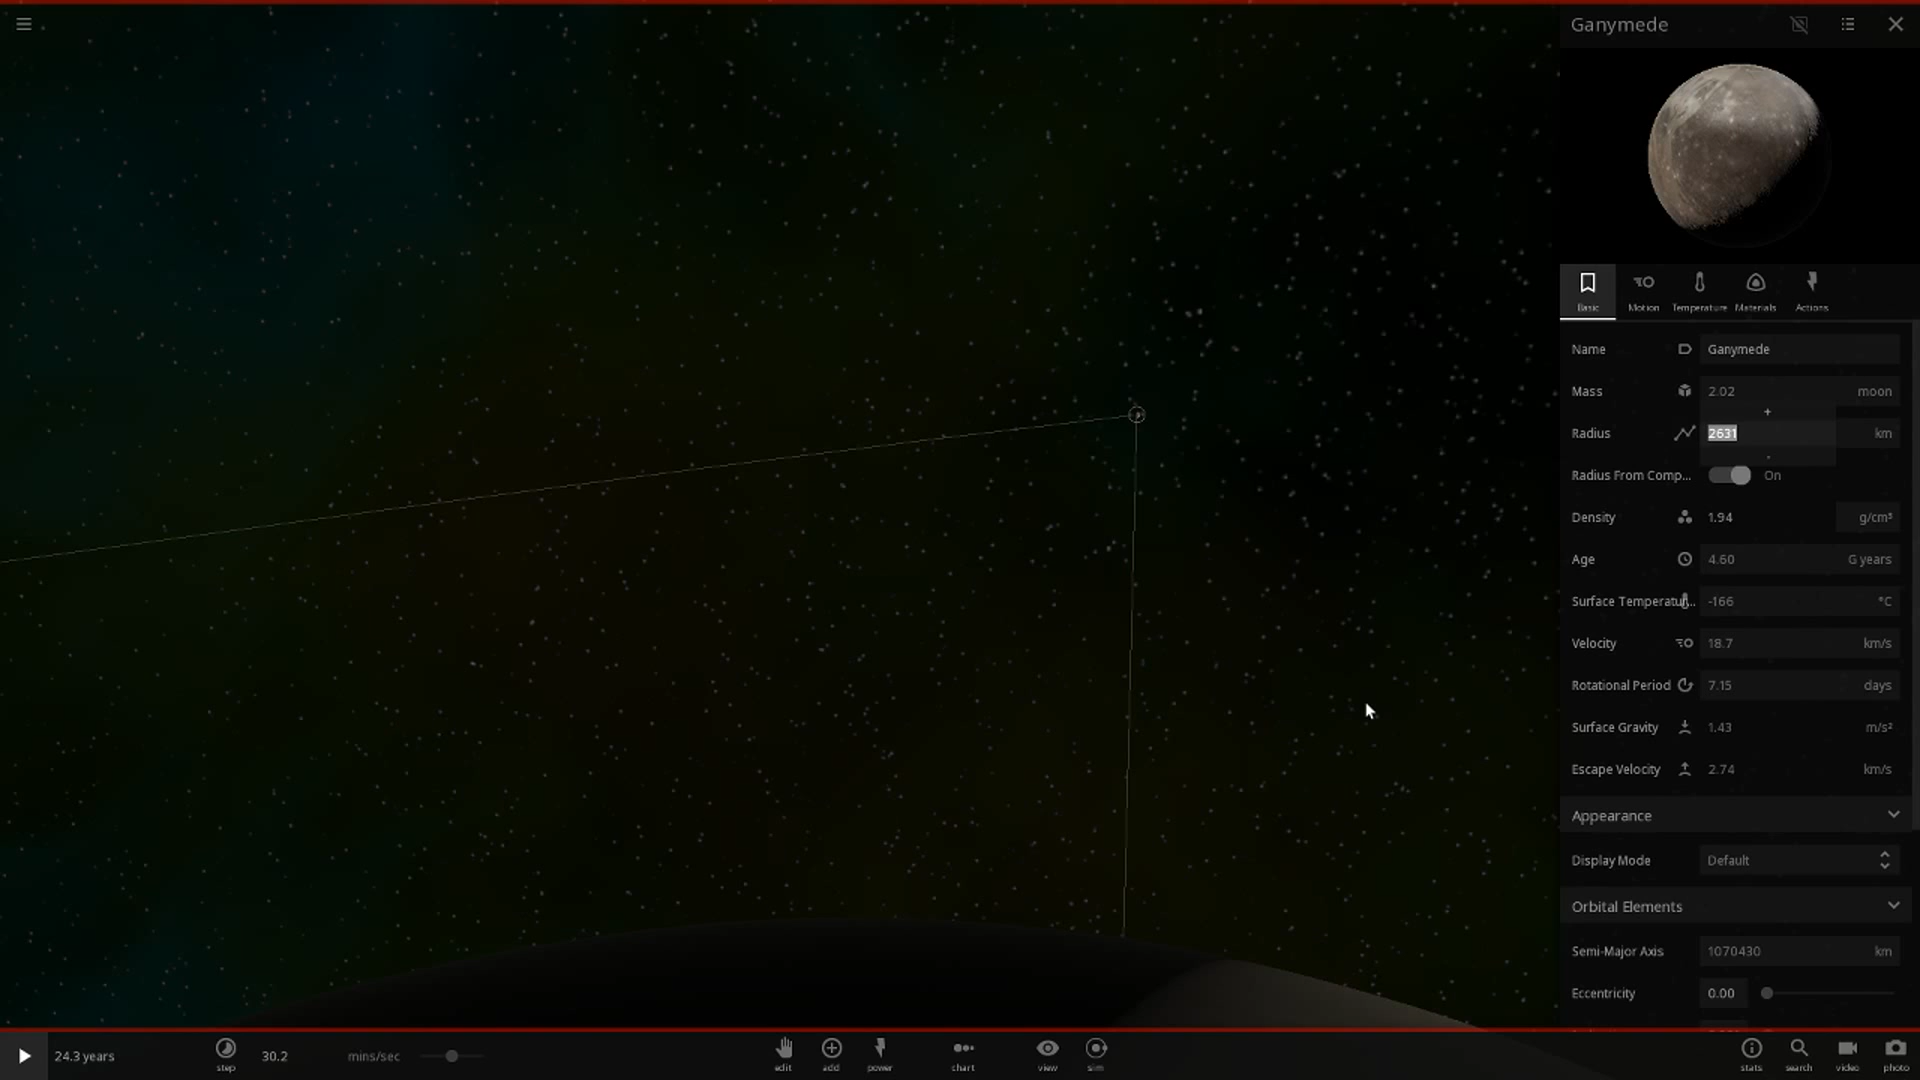 Ganymede
Basic Motion Temperature Materials Actions
Name Ganymede
Mass 2.02 moon
+
Radius 2631 km
-
Radius From Comp... On
Density 1.94 g/cm³
Age 4.60 G years
Surface Temperatur... -166 °C
Velocity 18.7 km/s
Rotational Period 7.15 days
Surface Gravity 1.43 m/s²
Escape Velocity 2.74 km/s
Appearance
Display Mode Default
Orbital Elements
Semi-Major Axis 1070430 km
Eccentricity 0.00
24.3 years step 30.2 mins/sec edit add power chart view sim stats search video photo